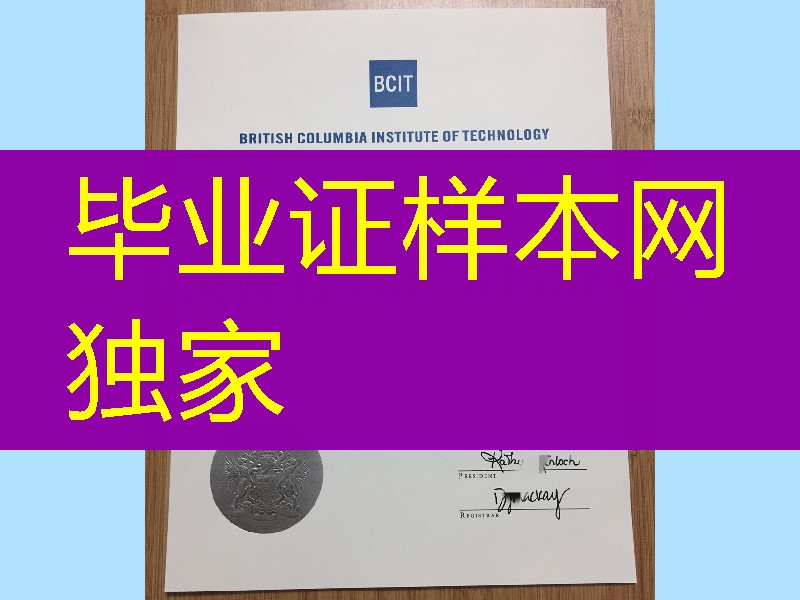 BCIT
BRITISH COLUMBIA INSTITUTE OF TECHNOLOGY
毕业证样本网
独家
PRESIDENT
REGISTRAR